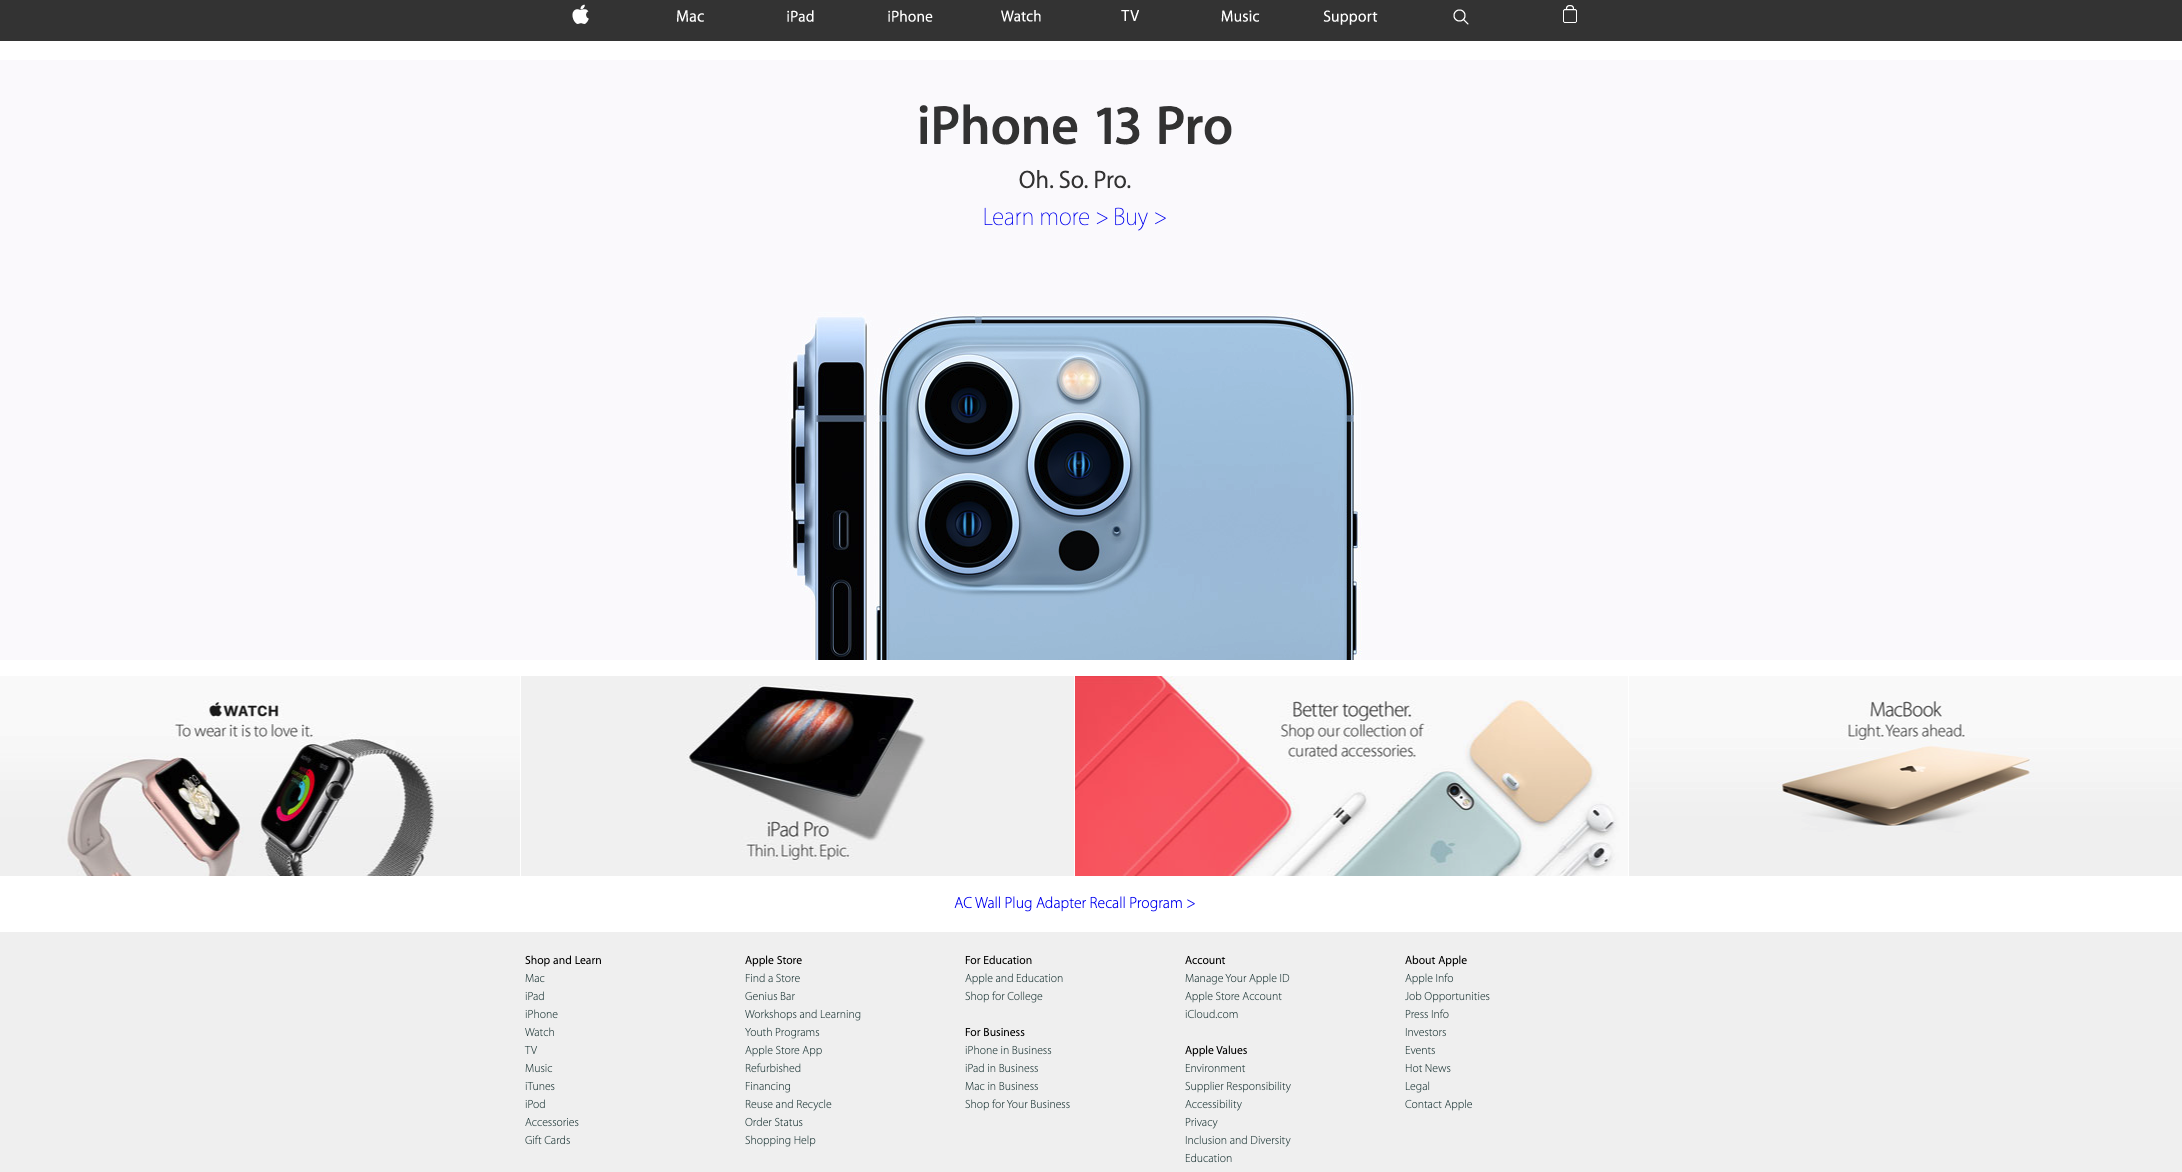 Mac iPad iPhone Watch TV Music Support
iPhone 13 Pro
Oh. So. Pro.
Learn more > Buy >
WATCH
To wear it is to love it.
iPad Pro
Thin. Light. Epic.
Better together.
Shop our collection of
curated accessories.
MacBook
Light. Years ahead.
AC Wall Plug Adapter Recall Program >
Shop and Learn
Mac
iPad
iPhone
Watch
TV
Music
iTunes
iPod
Accessories
Gift Cards
Apple Store
Find a Store
Genius Bar
Workshops and Learning
Youth Programs
Apple Store App
Refurbished
Financing
Reuse and Recycle
Order Status
Shopping Help
For Education
Apple and Education
Shop for College
For Business
iPhone in Business
iPad in Business
Mac in Business
Shop for Your Business
Account
Manage Your Apple ID
Apple Store Account
iCloud.com
Apple Values
Environment
Supplier Responsibility
Accessibility
Privacy
Inclusion and Diversity
Education
About Apple
Apple Info
Job Opportunities
Press Info
Investors
Events
Hot News
Legal
Contact Apple